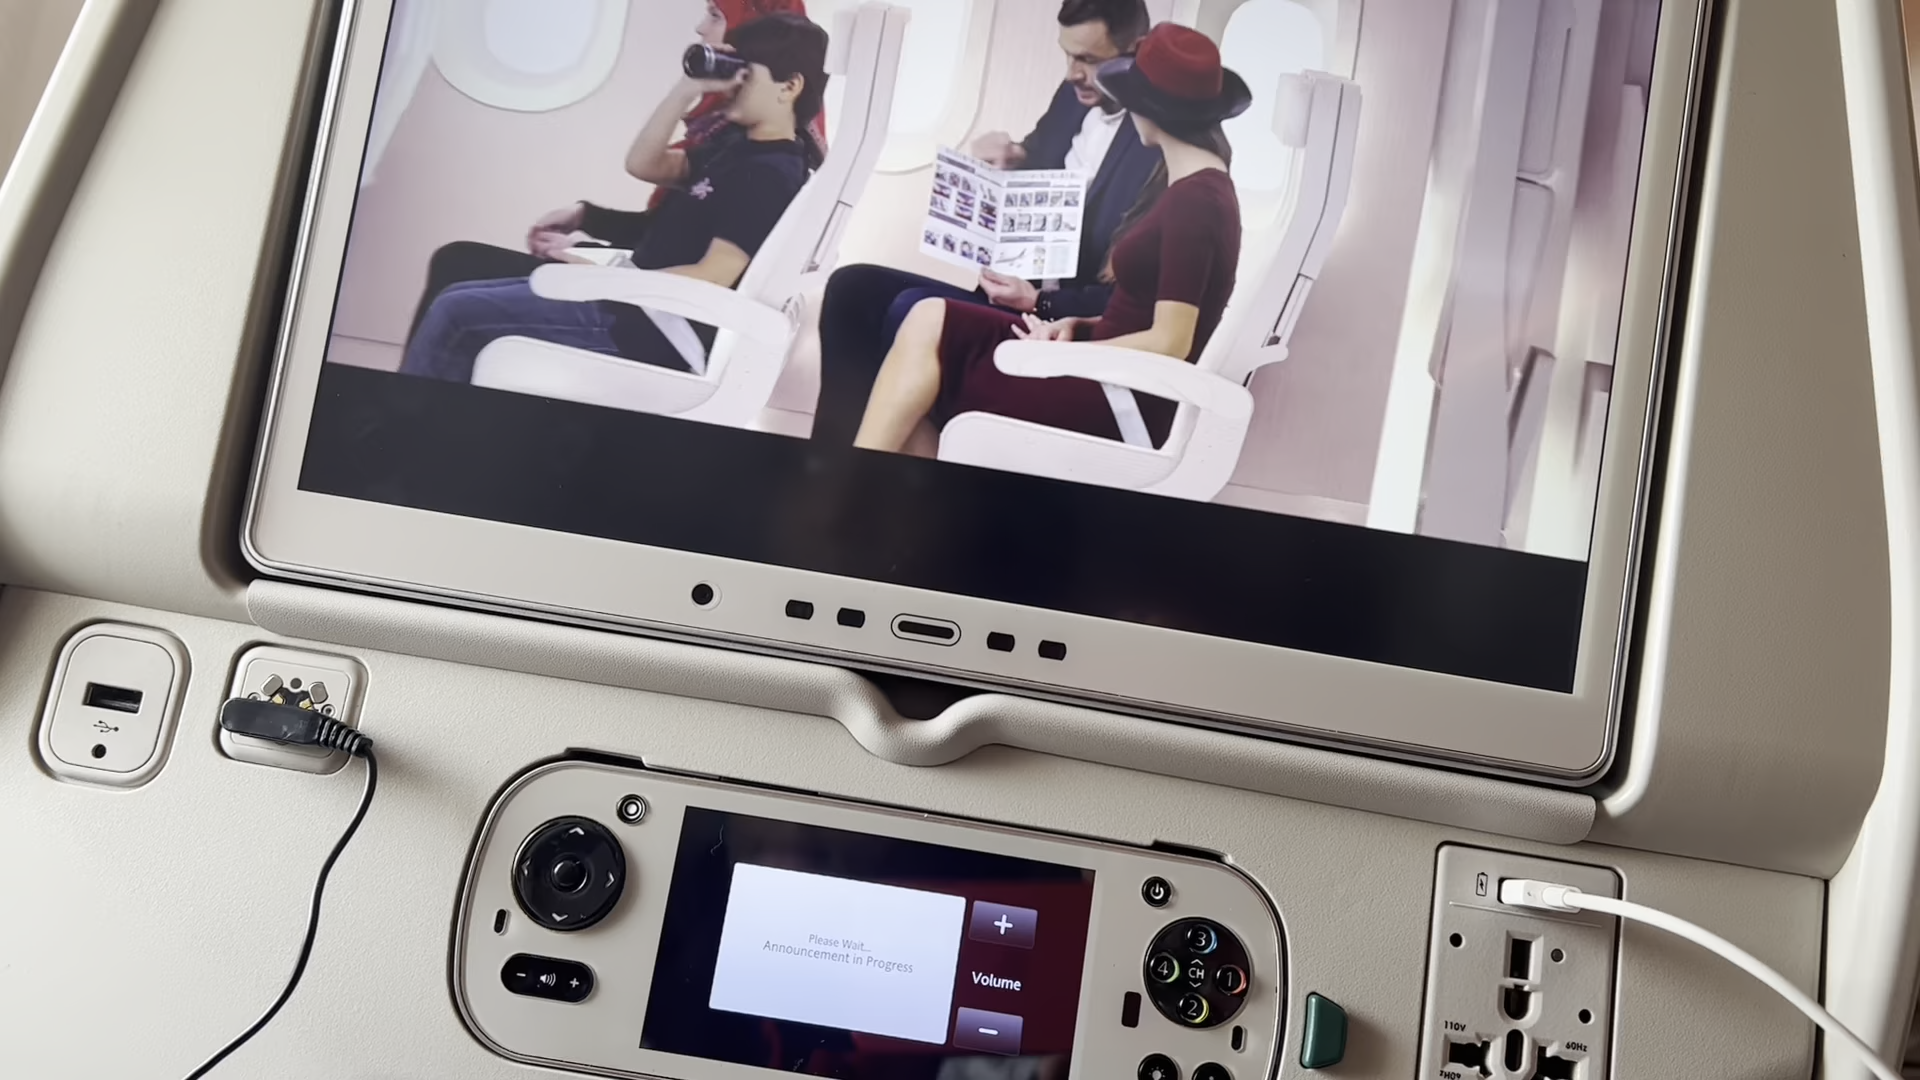 Please Wait...
Announcement in Progress
+
Volume
−
− +
3
4 CH 1
2
110V
60Hz